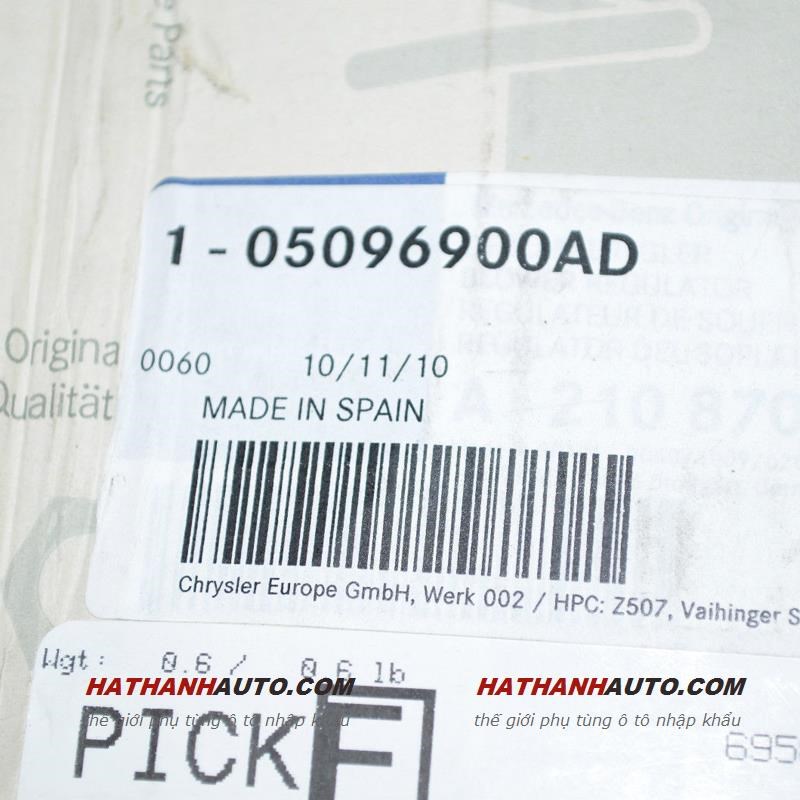 Parts
1 - 05096900AD
BLOWER REGULATOR
REGULATEUR DE
Origina
Qualität
0060 10/11/10
MADE IN SPAIN
A - 210 870
Chrysler Europe GmbH, Werk 002 / HPC: Z507, Vaihinger S
Wgt: 0.6 / 0.6 lb
HATHANHAUTO.COM HATHANHAUTO.COM
thế giới phụ tùng ô tô nhập khẩu thế giới phụ tùng ô tô nhập khẩu
PICK F
695